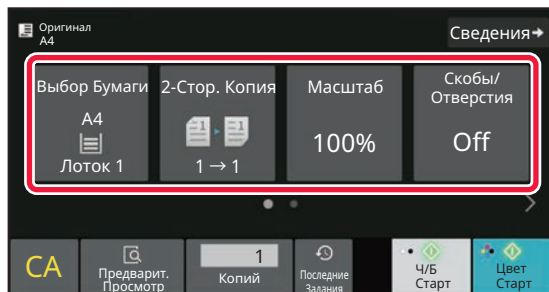 Оригинал
A4
Сведения
Выбор Бумаги
A4
Лоток 1
2-Стор. Копия
1 → 1
Масштаб
100%
Скобы/
Отверстия
Off
CA
Предварит.
Просмотр
1
Копий
Последние
Задания
Ч/Б
Старт
Цвет
Старт